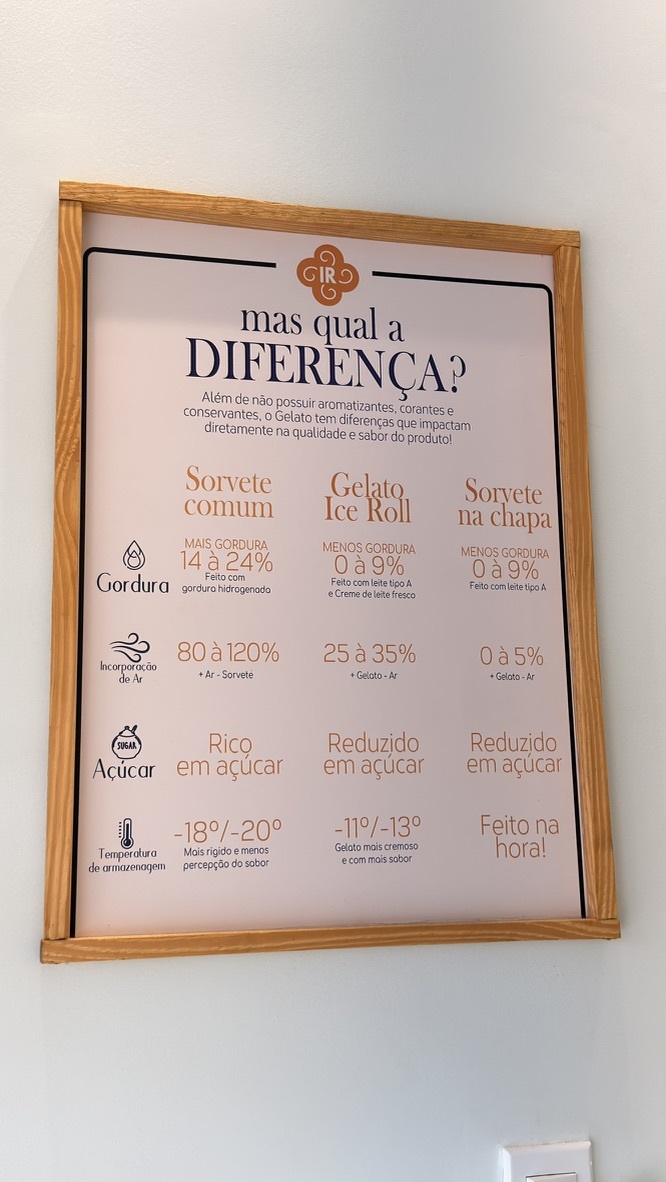 IR
mas qual a
DIFERENÇA?
Além de não possuir aromatizantes, corantes e
conservantes, o Gelato tem diferenças que impactam
diretamente na qualidade e sabor do produto!
Sorvete
comum
Gelato
Ice Roll
Sorvete
na chapa
Gordura
MAIS GORDURA
14 à 24%
Feito com
gordura hidrogenada
MENOS GORDURA
0 à 9%
Feito com leite tipo A
e Creme de leite fresco
MENOS GORDURA
0 à 9%
Feito com leite tipo A
Incorporação
de Ar
80 à 120%
+ Ar - Sorvete
25 à 35%
+ Gelato - Ar
0 à 5%
+ Gelato - Ar
SUGAR
Açúcar
Rico
em açúcar
Reduzido
em açúcar
Reduzido
em açúcar
Temperatura
de armazenagem
-18º/-20º
Mais rigido e menos
percepção do sabor
-11º/-13º
Gelato mais cremoso
e com mais sabor
Feito na
hora!